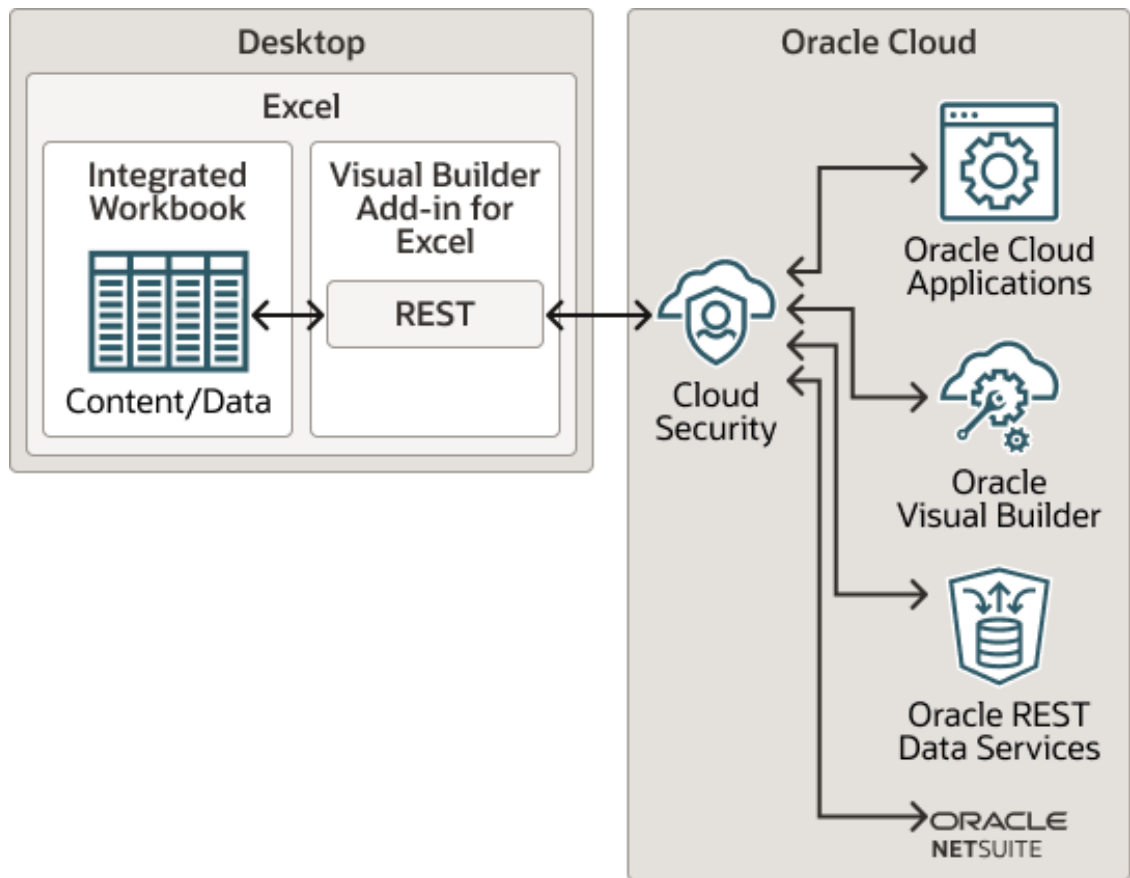 Desktop
Excel
Integrated
Workbook
Content/Data
Visual Builder
Add-in for
Excel
REST
Oracle Cloud
Cloud
Security
Oracle Cloud
Applications
Oracle
Visual Builder
Oracle REST
Data Services
ORACLE
NETSUITE